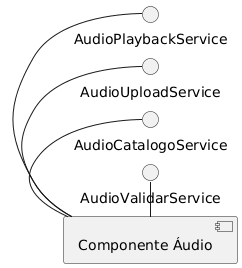 AudioPlaybackService
AudioUploadService
AudioCatalogoService
AudioValidarService
Componente Áudio